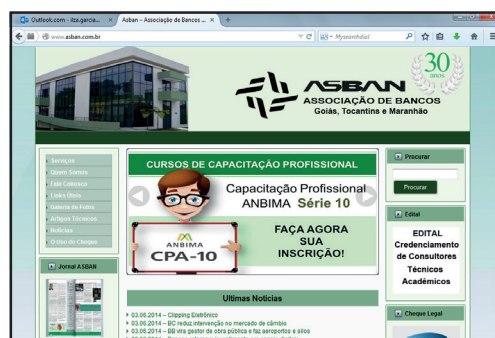 Outlook.com - ilza.garcia...
Asban – Associação de Bancos ...
www.asban.com.br
Mysearchdial
ASBAN
ASSOCIAÇÃO DE BANCOS
Goiás, Tocantins e Maranhão
30
anos
Serviços
Quem Somos
Fale Conosco
Links Úteis
Galeria de Fotos
Artigos Técnicos
Notícias
O Uso do Cheque
Jornal ASBAN
CURSOS DE CAPACITAÇÃO PROFISSIONAL
Capacitação Profissional
ANBIMA Série 10
ANBIMA
CPA-10
FAÇA AGORA
SUA
INSCRIÇÃO!
Ultimas Noticias
03.06.2014 – Clipping Eletrônico
03.06.2014 – BC reduz intervenção no mercado de câmbio
03.06.2014 – BB vira gestor de obra pública e faz aeroportos e silos
Procurar
Procurar
Edital
EDITAL
Credenciamento
de Consultores
Técnicos
Acadêmicos
Cheque Legal